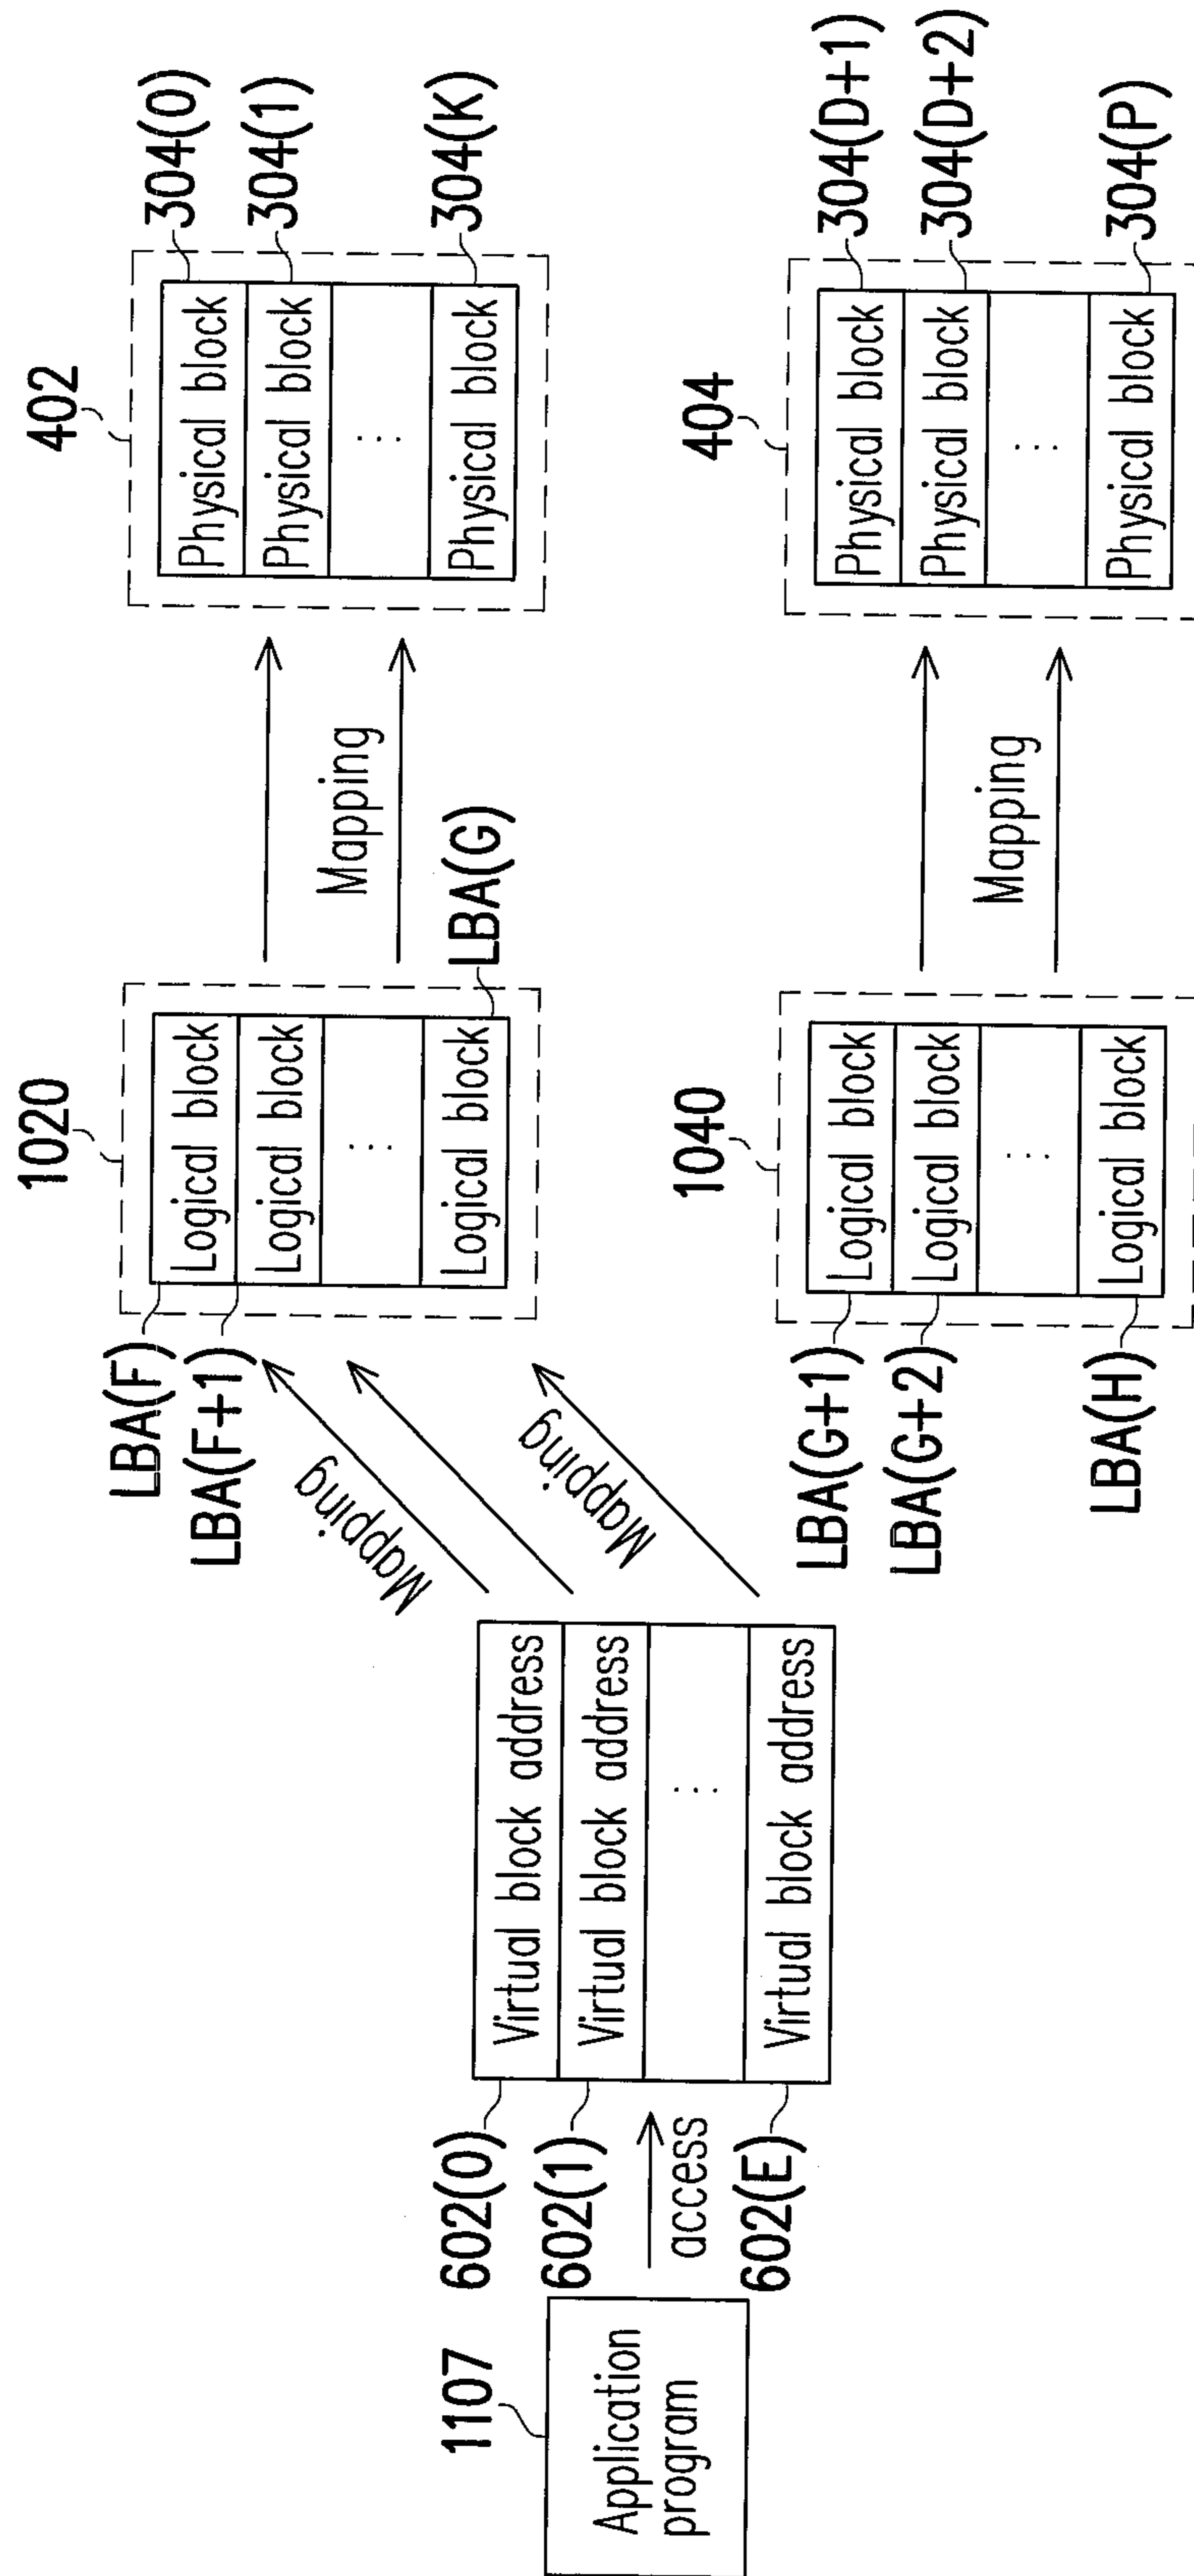 1107
Application
program
access
602(0)
602(1)
602(E)
Virtual block address
Virtual block address
...
Virtual block address
Mapping
Mapping
1020
LBA(F)
LBA(F+1)
LBA(G)
Logical block
Logical block
...
Logical block
Mapping
402
Physical block
Physical block
...
Physical block
304(0)
304(1)
304(K)
1040
LBA(G+1)
LBA(G+2)
LBA(H)
Logical block
Logical block
...
Logical block
Mapping
404
Physical block
Physical block
...
Physical block
304(D+1)
304(D+2)
304(P)